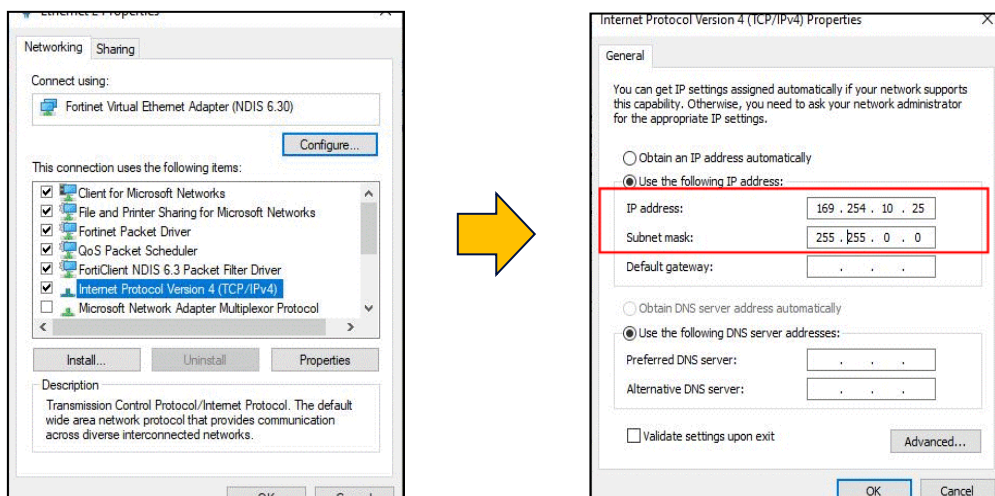 Ethernet 2 Properties
Networking
Sharing
Connect using:
Fortinet Virtual Ethernet Adapter (NDIS 6.30)
Configure...
This connection uses the following items:
Client for Microsoft Networks
File and Printer Sharing for Microsoft Networks
Fortinet Packet Driver
QoS Packet Scheduler
FortiClient NDIS 6.3 Packet Filter Driver
Internet Protocol Version 4 (TCP/IPv4)
Microsoft Network Adapter Multiplexor Protocol
Install...
Uninstall
Properties
Description
Transmission Control Protocol/Internet Protocol. The default
wide area network protocol that provides communication
across diverse interconnected networks.
OK
Cancel
Internet Protocol Version 4 (TCP/IPv4) Properties
General
You can get IP settings assigned automatically if your network supports
this capability. Otherwise, you need to ask your network administrator
for the appropriate IP settings.
Obtain an IP address automatically
Use the following IP address:
IP address: 169 . 254 . 10 . 25
Subnet mask: 255 . 255 . 0 . 0
Default gateway: . . .
Obtain DNS server address automatically
Use the following DNS server addresses:
Preferred DNS server: . . .
Alternative DNS server: . . .
Validate settings upon exit
Advanced...
OK
Cancel